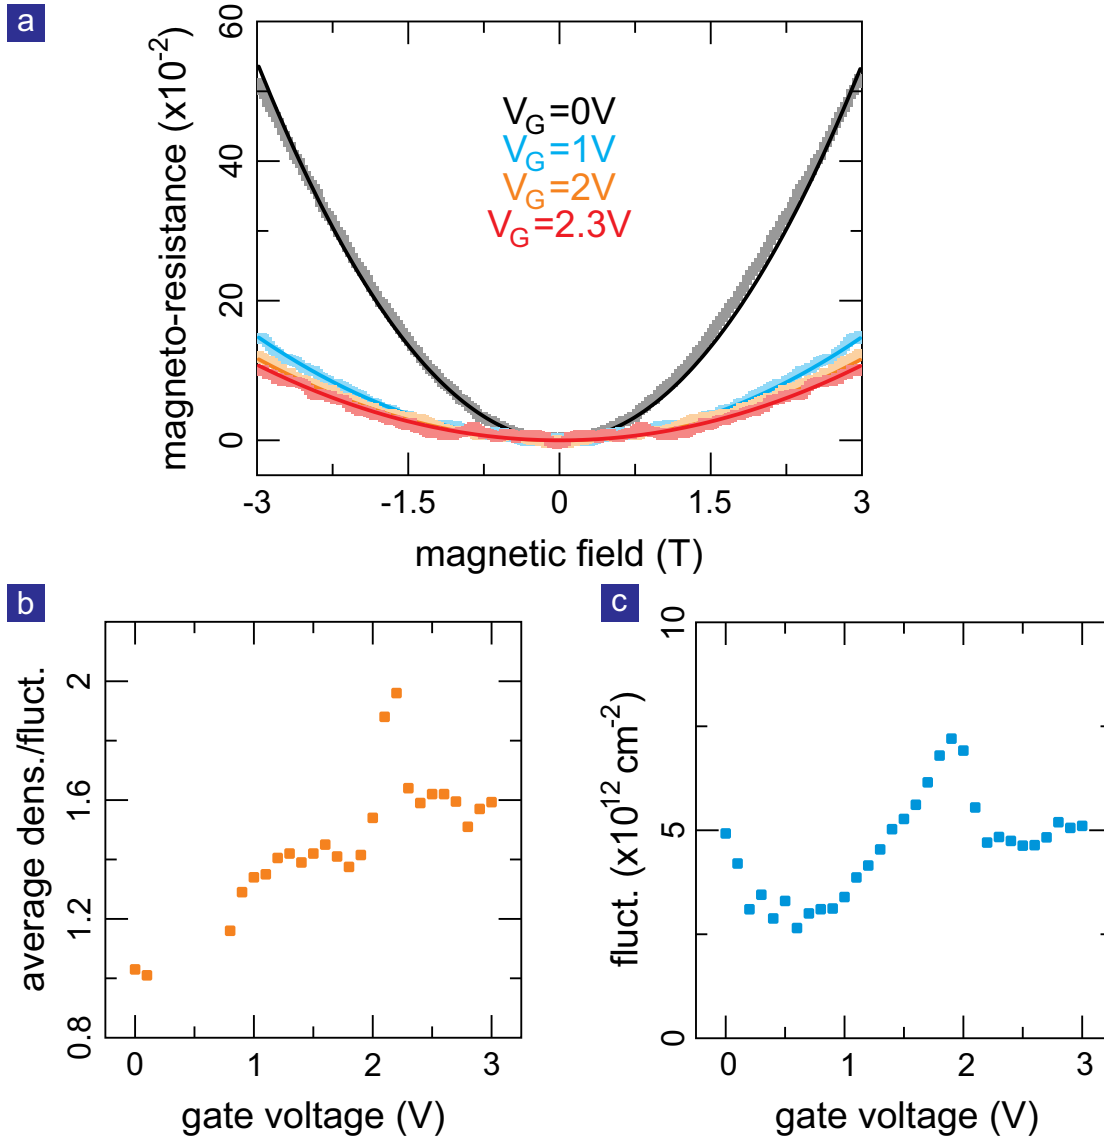 a
magneto-resistance (x10-2)
60
40
20
0
VG=0V
VG=1V
VG=2V
VG=2.3V
-3 -1.5 0 1.5 3
magnetic field (T)
b
average dens./fluct.
2
1.6
1.2
0.8
0 1 2 3
gate voltage (V)
c
fluct. (x1012 cm-2)
10
5
0
0 1 2 3
gate voltage (V)